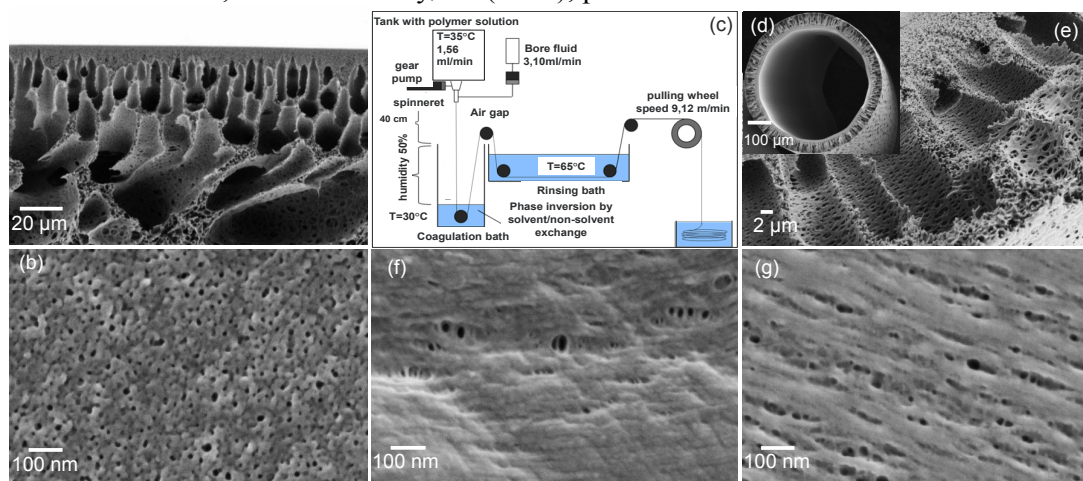 Tank with polymer solution
T=35°C
1,56
ml/min
Bore fluid
3,10ml/min
gear
pump
spinneret
Air gap
40 cm
humidity 50%
T=30°C
T=65°C
Rinsing bath
Phase inversion by
solvent/non-solvent
exchange
Coagulation bath
pulling wheel
speed 9,12 m/min
(c)
(d)
100 µm
(e)
2 µm
20 µm
(b)
100 nm
(f)
100 nm
(g)
100 nm